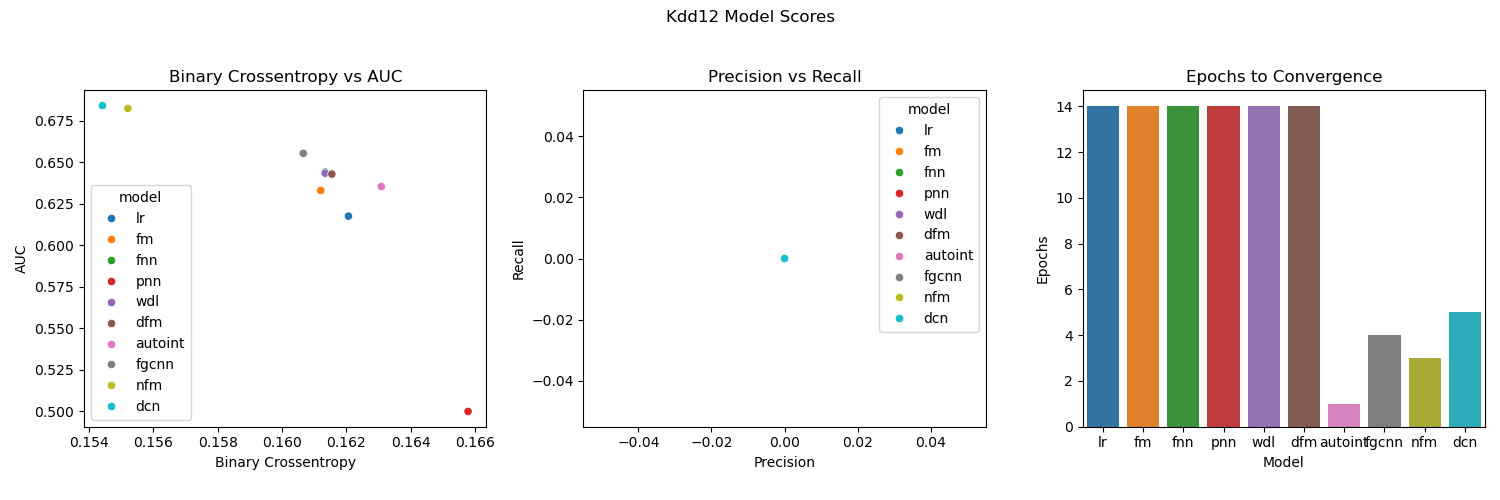 Kdd12 Model Scores
Binary Crossentropy vs AUC
AUC
0.675
0.650
0.625
0.600
0.575
0.550
0.525
0.500
model
lr
fm
fnn
pnn
wdl
dfm
autoint
fgcnn
nfm
dcn
0.154 0.156 0.158 0.160 0.162 0.164 0.166
Binary Crossentropy
Precision vs Recall
Recall
0.04
0.02
0.00
−0.02
−0.04
model
lr
fm
fnn
pnn
wdl
dfm
autoint
fgcnn
nfm
dcn
−0.04 −0.02 0.00 0.02 0.04
Precision
Epochs to Convergence
Epochs
14
12
10
8
6
4
2
0
lr fm fnn pnn wdl dfm autoint fgcnn nfm dcn
Model